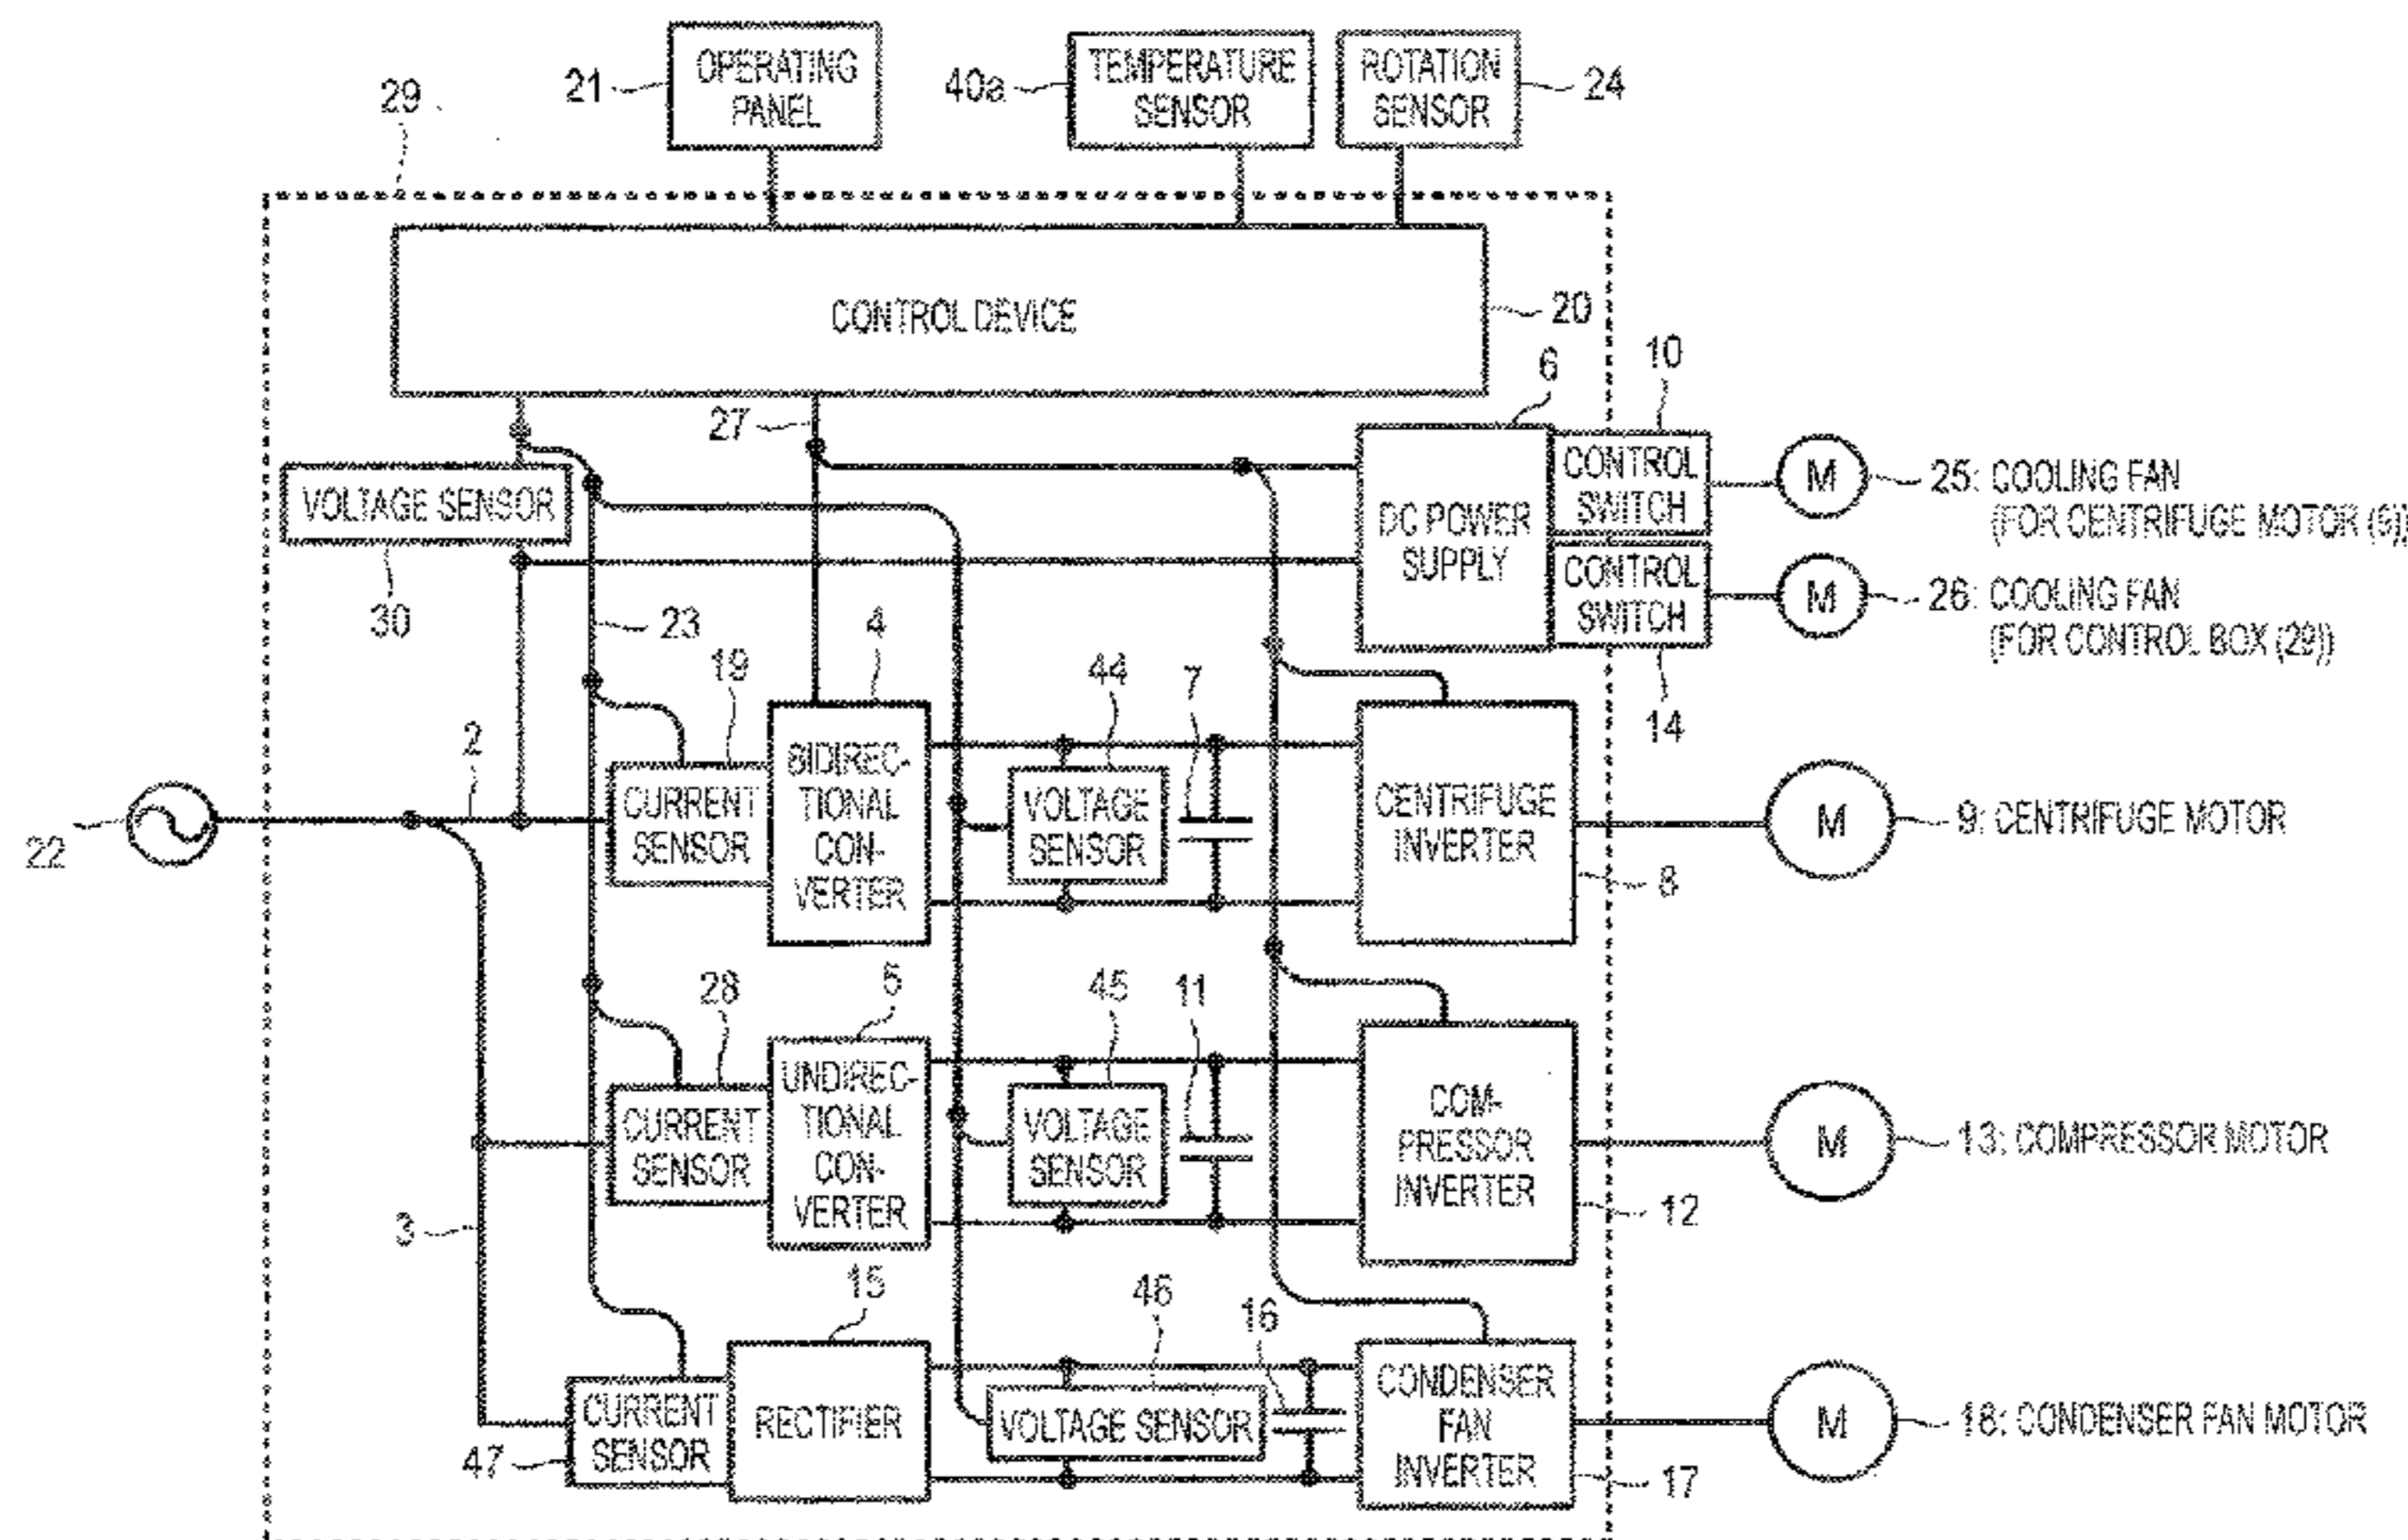 21
OPERATING
PANEL
40a
TEMPERATURE
SENSOR
ROTATION
SENSOR
24
29
CONTROL DEVICE
20
27
6
10
VOLTAGE SENSOR
30
23
DC POWER
SUPPLY
CONTROL
SWITCH
M
25: COOLING FAN
(FOR CENTRIFUGE MOTOR (9))
CONTROL
SWITCH
M
26: COOLING FAN
(FOR CONTROL BOX (29))
14
22
2
19
CURRENT
SENSOR
4
BIDIREC-
TIONAL
CON-
VERTER
44
VOLTAGE
SENSOR
7
CENTRIFUGE
INVERTER
8
M
9: CENTRIFUGE MOTOR
3
28
CURRENT
SENSOR
5
UNDIREC-
TIONAL
CON-
VERTER
45
VOLTAGE
SENSOR
11
COM-
PRESSOR
INVERTER
12
M
13: COMPRESSOR MOTOR
47
CURRENT
SENSOR
15
RECTIFIER
46
VOLTAGE SENSOR
16
CONDENSER
FAN
INVERTER
17
M
18: CONDENSER FAN MOTOR